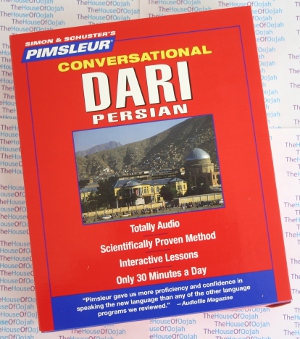 SIMON & SCHUSTER'S
PIMSLEUR
CONVERSATIONAL
DARI
PERSIAN
Totally Audio
Scientifically Proven Method
Interactive Lessons
Only 30 Minutes a Day
"Pimsleur gave us more proficiency and confidence in
speaking the new language than any of the other language
programs we reviewed." —Audiofile Magazine
TheHouseOfOojah